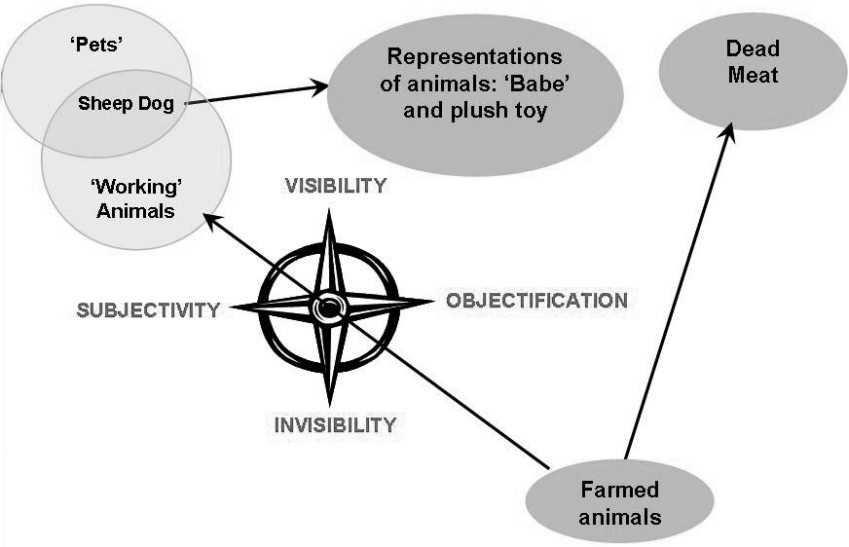 ‘Pets’
Sheep Dog
‘Working’
Animals
Representations
of animals: ‘Babe’
and plush toy
Dead
Meat
VISIBILITY
SUBJECTIVITY
OBJECTIFICATION
INVISIBILITY
Farmed
animals